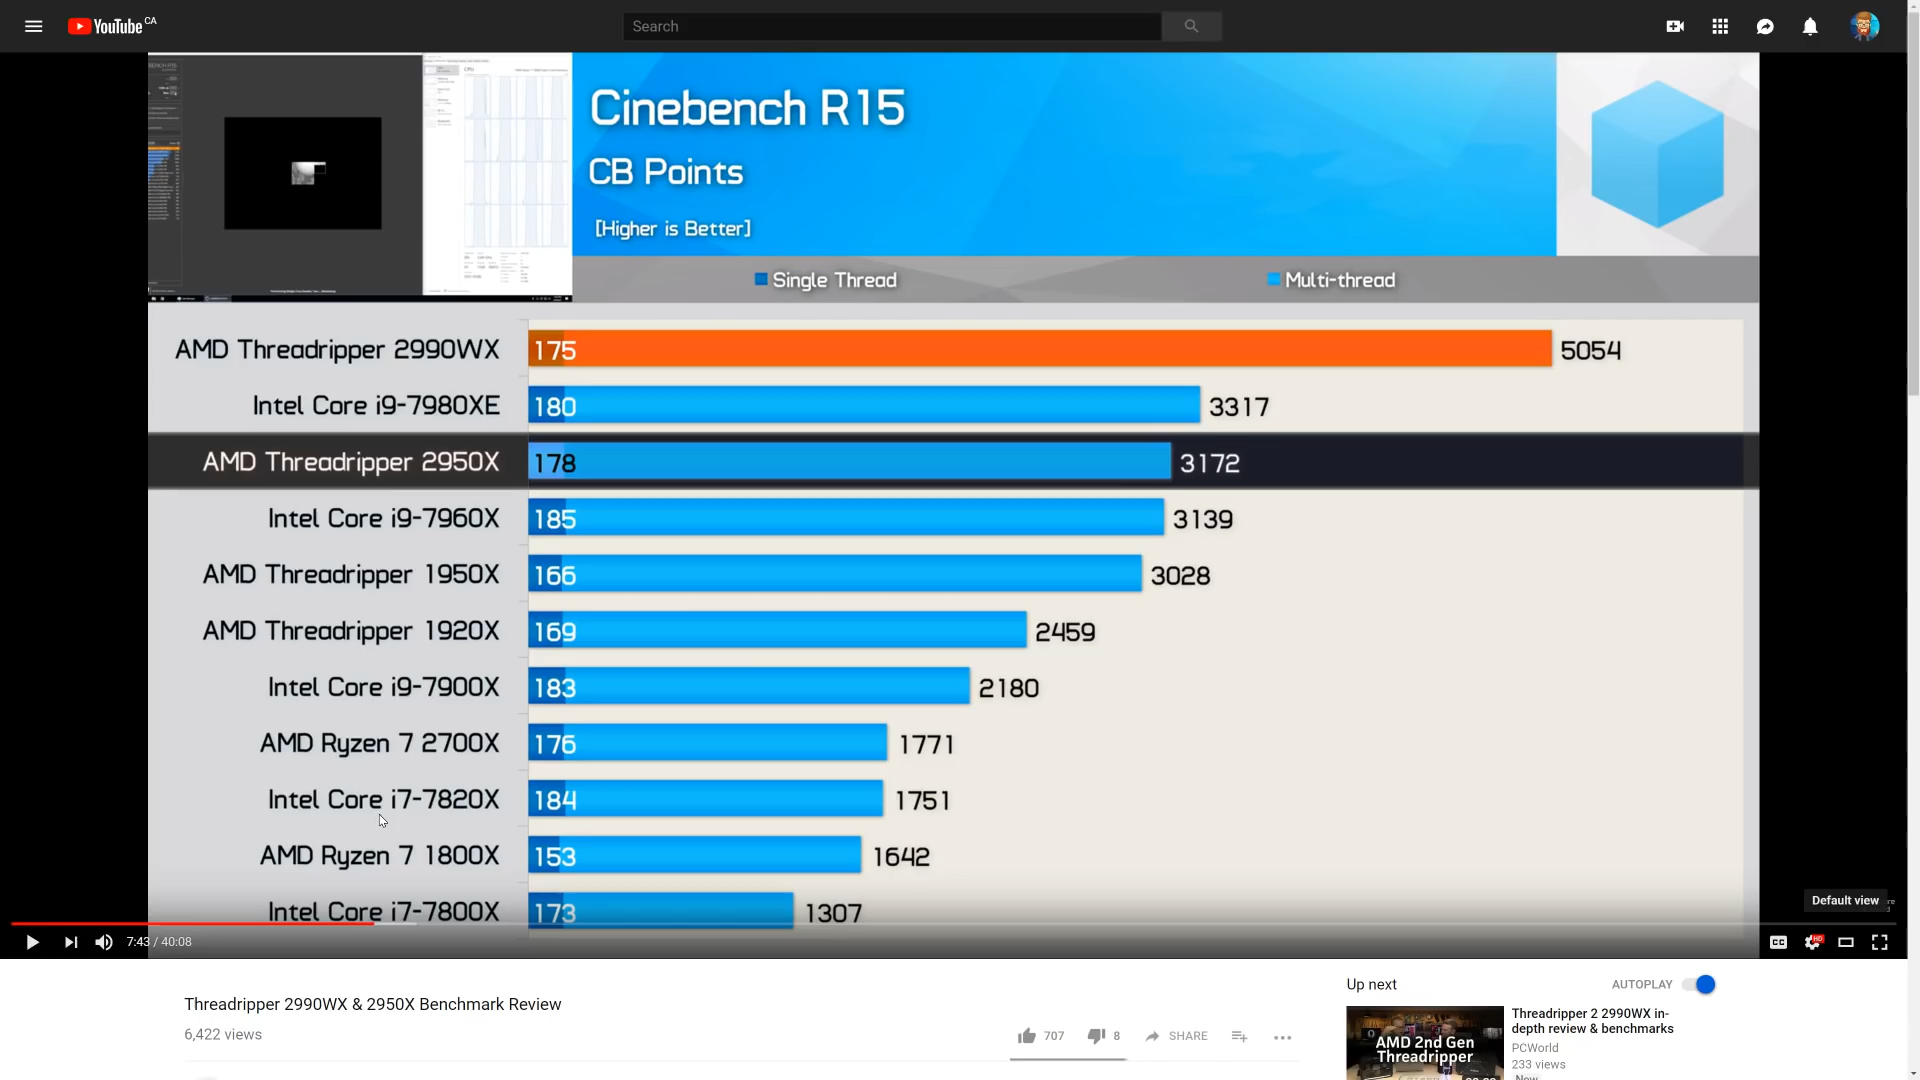 YouTube CA
Search
Cinebench R15
CB Points
[Higher is Better]
Single Thread
Multi-thread
AMD Threadripper 2990WX 175 5054
Intel Core i9-7980XE 180 3317
AMD Threadripper 2950X 178 3172
Intel Core i9-7960X 185 3139
AMD Threadripper 1950X 166 3028
AMD Threadripper 1920X 169 2459
Intel Core i9-7900X 183 2180
AMD Ryzen 7 2700X 176 1771
Intel Core i7-7820X 184 1751
AMD Ryzen 7 1800X 153 1642
Intel Core i7-7800X 173 1307
Default view
7:43 / 40:08
CC
HD
Threadripper 2990WX & 2950X Benchmark Review
6,422 views
707
8
SHARE
Up next
AUTOPLAY
AMD 2nd Gen
Threadripper
Threadripper 2 2990WX in-
depth review & benchmarks
PCWorld
233 views
New